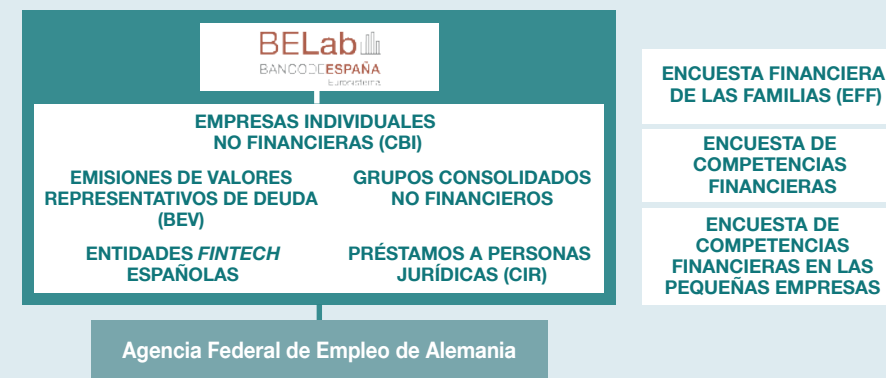 BELab
BANCODEESPAÑA
Eurosistema
EMPRESAS INDIVIDUALES
NO FINANCIERAS (CBI)
EMISIONES DE VALORES
REPRESENTATIVOS DE DEUDA
(BEV)
GRUPOS CONSOLIDADOS
NO FINANCIEROS
ENTIDADES FINTECH
ESPAÑOLAS
PRÉSTAMOS A PERSONAS
JURÍDICAS (CIR)
Agencia Federal de Empleo de Alemania
ENCUESTA FINANCIERA
DE LAS FAMILIAS (EFF)
ENCUESTA DE
COMPETENCIAS
FINANCIERAS
ENCUESTA DE
COMPETENCIAS
FINANCIERAS EN LAS
PEQUEÑAS EMPRESAS